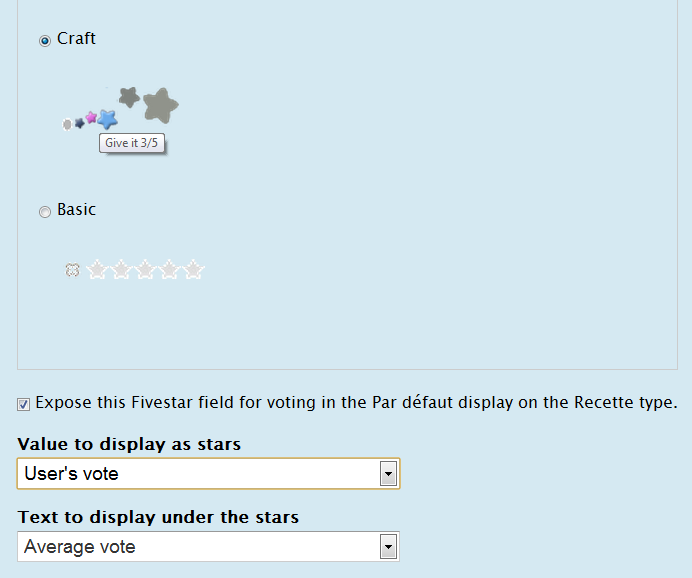 Craft
Give it 3/5
Basic
Expose this Fivestar field for voting in the Par défaut display on the Recette type.
Value to display as stars
User's vote
Text to display under the stars
Average vote